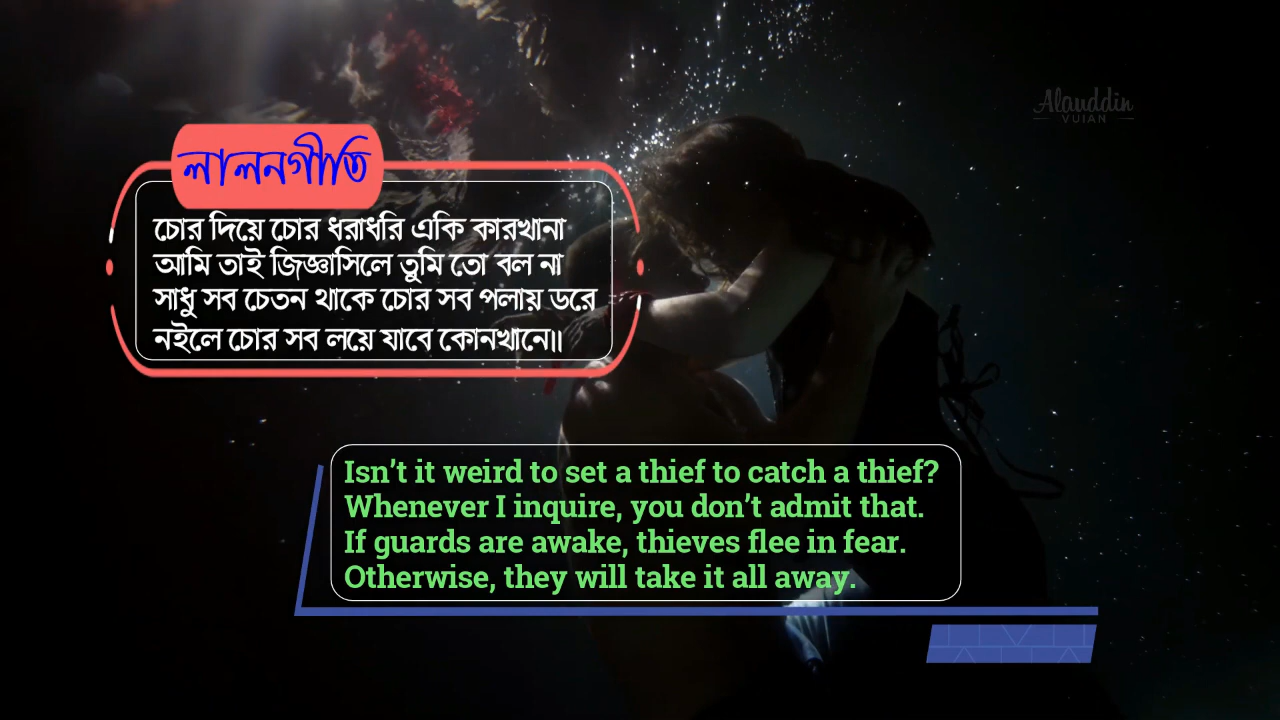 Alauddin
VUIAN
লালনগীতি
চোর দিয়ে চোর ধরাধরি একি কারখানা
আমি তাই জিজ্ঞাসিলে তুমি তো বল না
সাধু সব চেতন থাকে চোর সব পলায় ডরে
নইলে চোর সব লয়ে যাবে কোনখানে॥
Isn’t it weird to set a thief to catch a thief?
Whenever I inquire, you don’t admit that.
If guards are awake, thieves flee in fear.
Otherwise, they will take it all away.